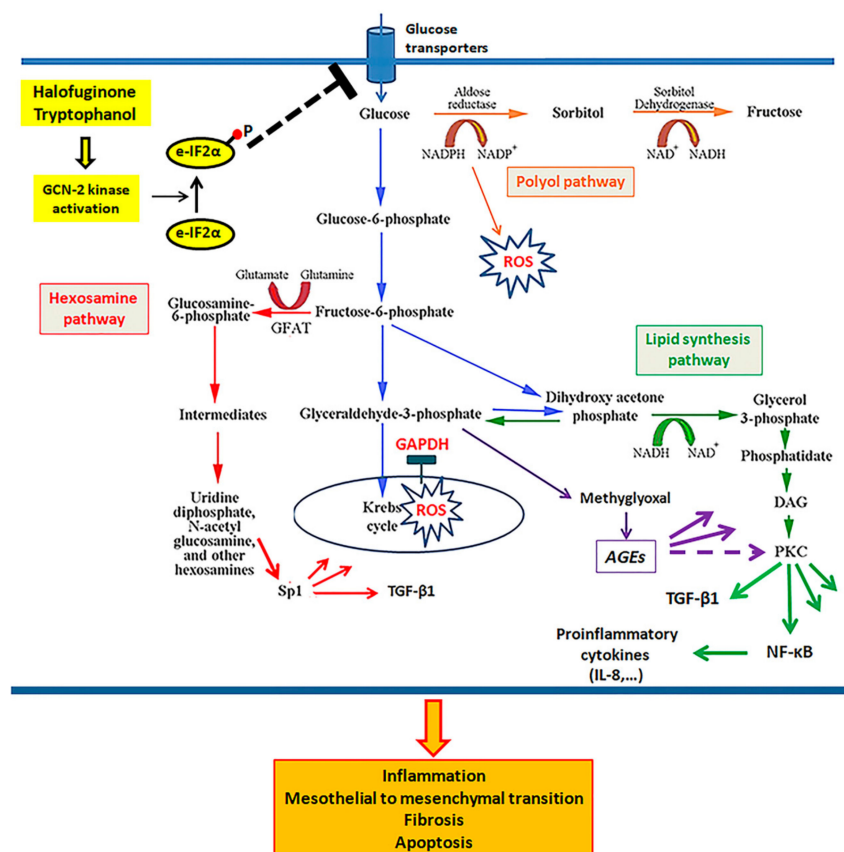 Glucose
transporters
Halofuginone
Tryptophanol
P
e-IF2α
GCN-2 kinase
activation
e-IF2α
Glucose
Aldose
reductase
NADPH NADP+
Sorbitol
Sorbitol
Dehydrogenase
NAD+ NADH
Fructose
Polyol pathway
ROS
Glucose-6-phosphate
Hexosamine
pathway
Glutamate Glutamine
Glucosamine-
6-phosphate
GFAT
Fructose-6-phosphate
Lipid synthesis
pathway
Intermediates
Glyceraldehyde-3-phosphate
Dihydroxy acetone
phosphate
NADH NAD+
Glycerol
3-phosphate
Phosphatidate
DAG
PKC
GAPDH
Krebs
cycle
ROS
Methyglyoxal
AGEs
Uridine
diphosphate,
N-acetyl
glucosamine,
and other
hexosamines
Sp1
TGF-β1
TGF-β1
NF-κB
Proinflammatory
cytokines
(IL-8,...)
Inflammation
Mesothelial to mesenchymal transition
Fibrosis
Apoptosis